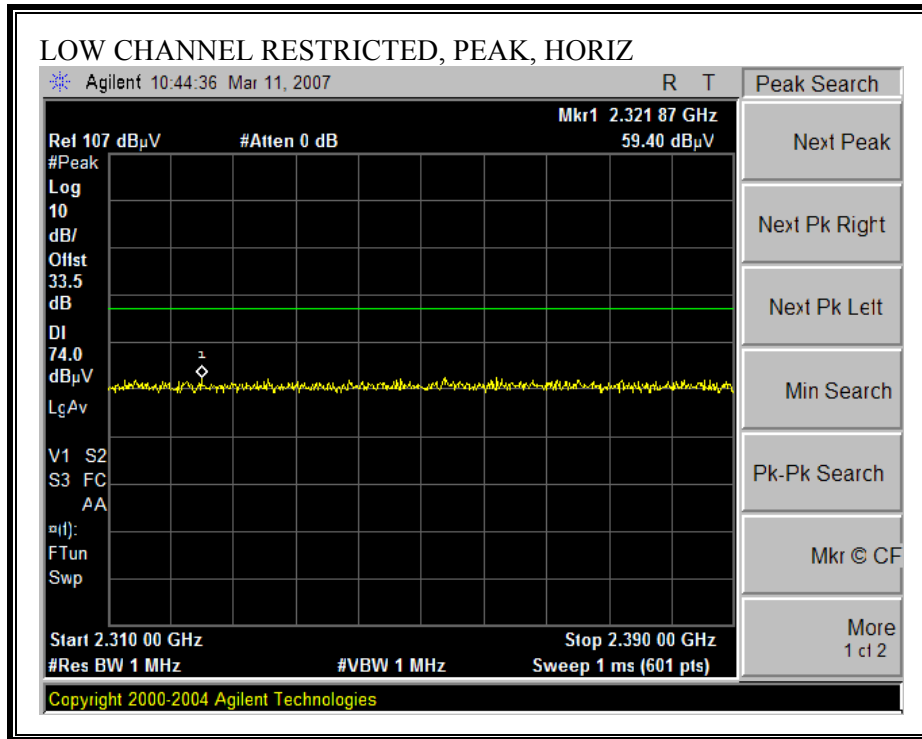 LOW CHANNEL RESTRICTED, PEAK, HORIZ
Agilent 10:44:36 Mar 11, 2007 R T
Peak Search
Mkr1 2.321 87 GHz
Ref 107 dBµV #Atten 0 dB 59.40 dBµV
#Peak
Log
10
dB/
Offst
33.5
dB
DI
74.0
dBµV
LgAv
V1 S2
S3 FC
AA
¤(f):
FTun
Swp
1
Start 2.310 00 GHz Stop 2.390 00 GHz
#Res BW 1 MHz #VBW 1 MHz Sweep 1 ms (601 pts)
Copyright 2000-2004 Agilent Technologies
Next Peak
Next Pk Right
Next Pk Left
Min Search
Pk-Pk Search
Mkr © CF
More
1 of 2